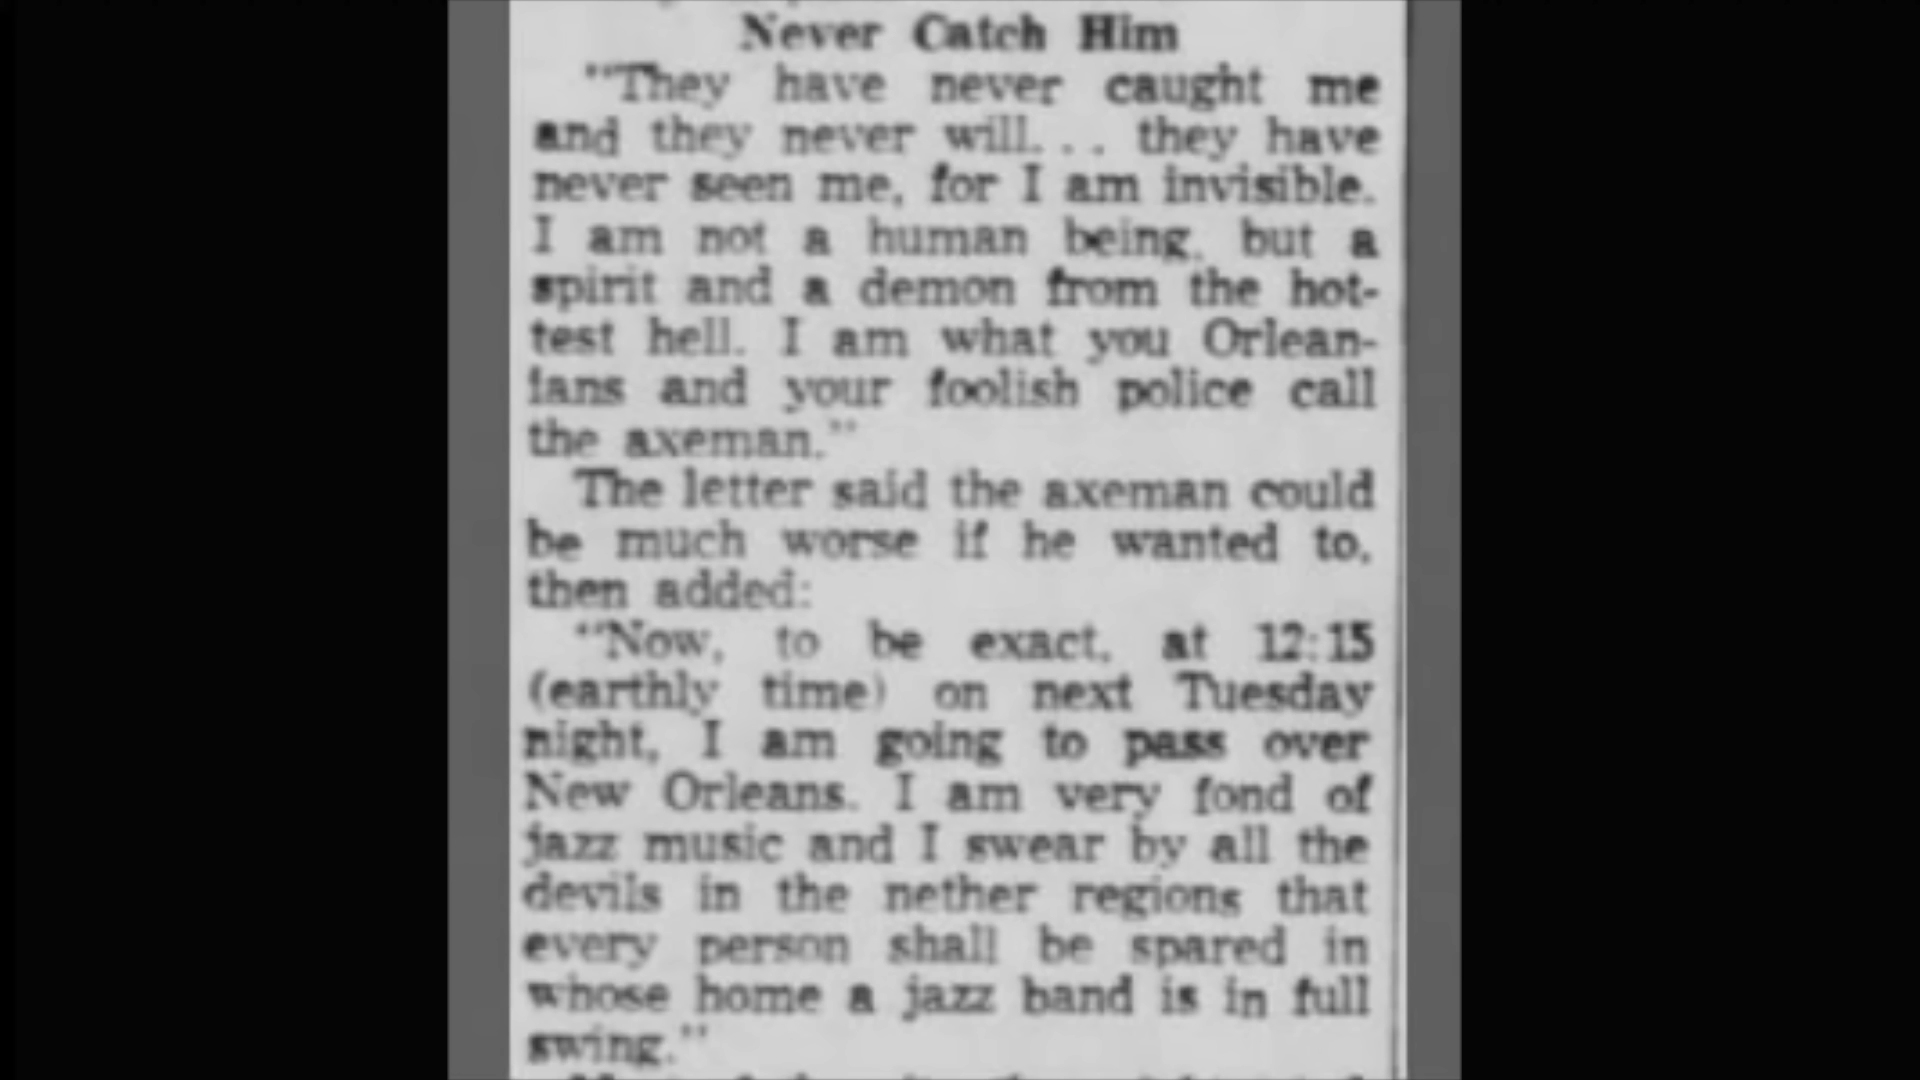 Never Catch Him
"They have never caught me
and they never will. . . they have
never seen me, for I am invisible.
I am not a human being, but a
spirit and a demon from the hot-
test hell. I am what you Orlean-
ians and your foolish police call
the axeman."
The letter said the axeman could
be much worse if he wanted to,
then added:
"Now, to be exact, at 12:15
(earthly time) on next Tuesday
night, I am going to pass over
New Orleans. I am very fond of
jazz music and I swear by all the
devils in the nether regions that
every person shall be spared in
whose home a jazz band is in full
swing."